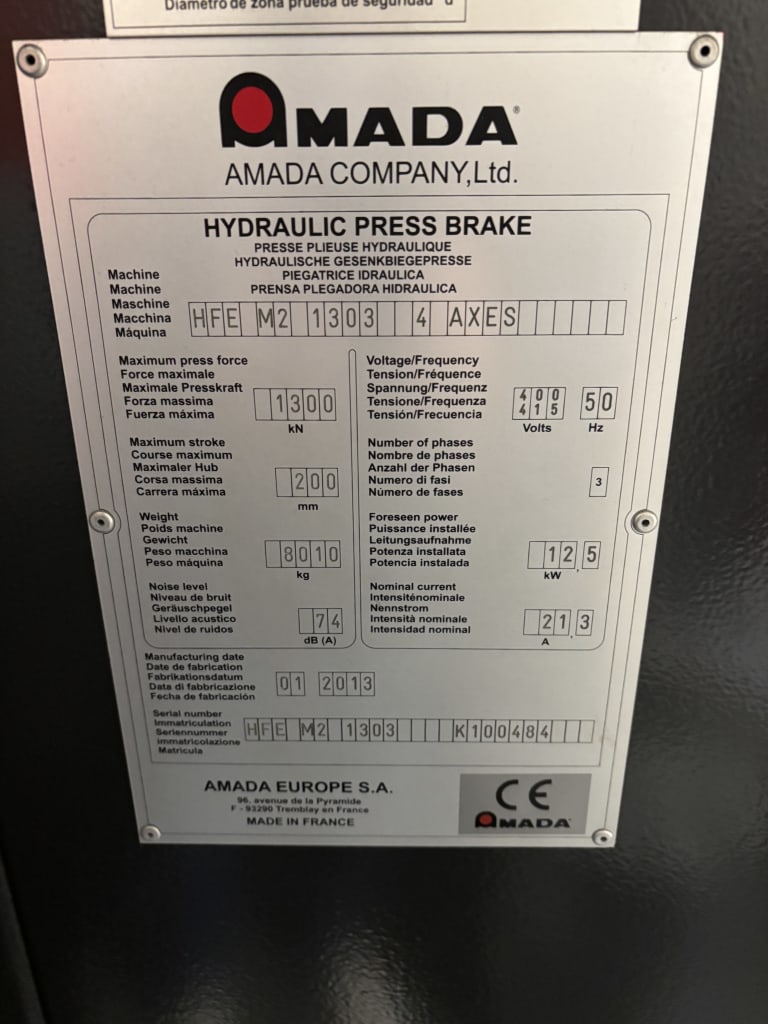 Diametro de zona prueba de seguridad d
AMADA®
AMADA COMPANY,Ltd.
HYDRAULIC PRESS BRAKE
PRESSE PLIEUSE HYDRAULIQUE
HYDRAULISCHE GESENKBIEGEPRESSE
PIEGATRICE IDRAULICA
PRENSA PLEGADORA HIDRAULICA
Machine
Machine
Maschine
Macchina
Máquina
HFE M2 1303 4 AXES
Maximum press force
Force maximale
Maximale Presskraft
Forza massima
Fuerza máxima
1300
kN
Maximum stroke
Course maximum
Maximaler Hub
Corsa massima
Carrera máxima
200
mm
Weight
Poids machine
Gewicht
Peso macchina
Peso máquina
8010
kg
Noise level
Niveau de bruit
Geräuschpegel
Livello acustico
Nivel de ruidos
74
dB (A)
Voltage/Frequency
Tension/Fréquence
Spannung/Frequenz
Tensione/Frequenza
Tensión/Frecuencia
400
415
Volts
50
Hz
Number of phases
Nombre de phases
Anzahl der Phasen
Numero di fasi
Número de fases
3
Foreseen power
Puissance installée
Leitungsaufnahme
Potenza installata
Potencia instalada
12,5
kW
Nominal current
Intensiténominale
Nennstrom
Intensità nominale
Intensidad nominal
21,3
A
Manufacturing date
Date de fabrication
Fabrikationsdatum
Data di fabbricazione
Fecha de fabricación
01 2013
Serial number
Immatriculation
Seriennummer
immatricolazione
Matricula
HFE M2 1303 K100484
AMADA EUROPE S.A.
96, avenue de la Pyramide
F - 93290 Tremblay en France
MADE IN FRANCE
CE
AMADA